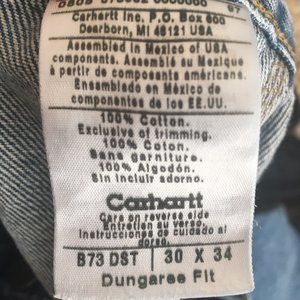 Carhartt Inc. P.O. Box 600
Dearborn, MI 48121 USA
Assembled in Mexico of USA
components. Assemble au Mexique
à partir de composants américains.
Ensamblado en México de
componentes de los EE.UU.
100% Cotton.
Exclusive of trimming.
100% Coton.
Sans garniture.
100% Algodón.
Sin incluir adorno.
Carhartt
Care on reverse side
Entretien au verso.
Instrucciones de cuidado al
dorso.
B73 DST 30 X 34
Dungaree Fit